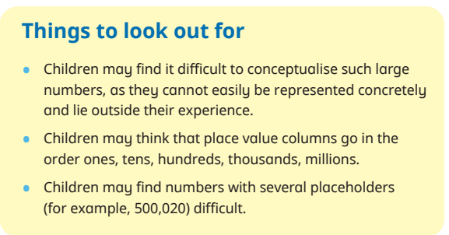 Things to look out for
• Children may find it difficult to conceptualise such large
numbers, as they cannot easily be represented concretely
and lie outside their experience.
• Children may think that place value columns go in the
order ones, tens, hundreds, thousands, millions.
• Children may find numbers with several placeholders
(for example, 500,020) difficult.